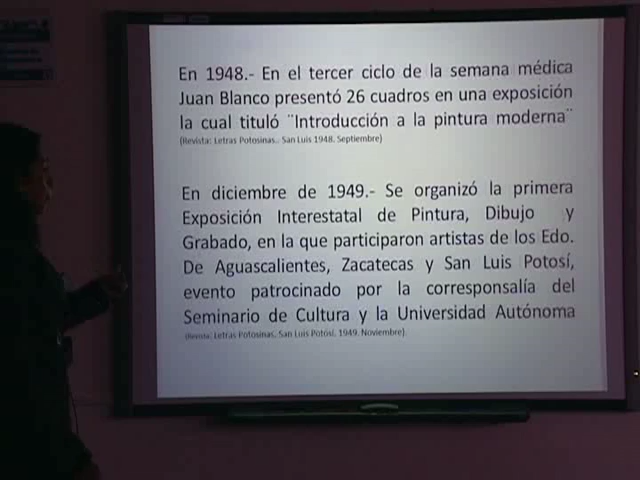 En 1948.- En el tercer ciclo de la semana médica
Juan Blanco presentó 26 cuadros en una exposición
la cual tituló ¨Introducción a la pintura moderna¨
(Revista: Letras Potosinas.. San Luis 1948. Septiembre)
En diciembre de 1949.- Se organizó la primera
Exposición Interestatal de Pintura, Dibujo y
Grabado, en la que participaron artistas de los Edo.
De Aguascalientes, Zacatecas y San Luis Potosí,
evento patrocinado por la corresponsalía del
Seminario de Cultura y la Universidad Autónoma
(Revista: Letras Potosinas. San Luis Potosí. 1949. Noviembre)